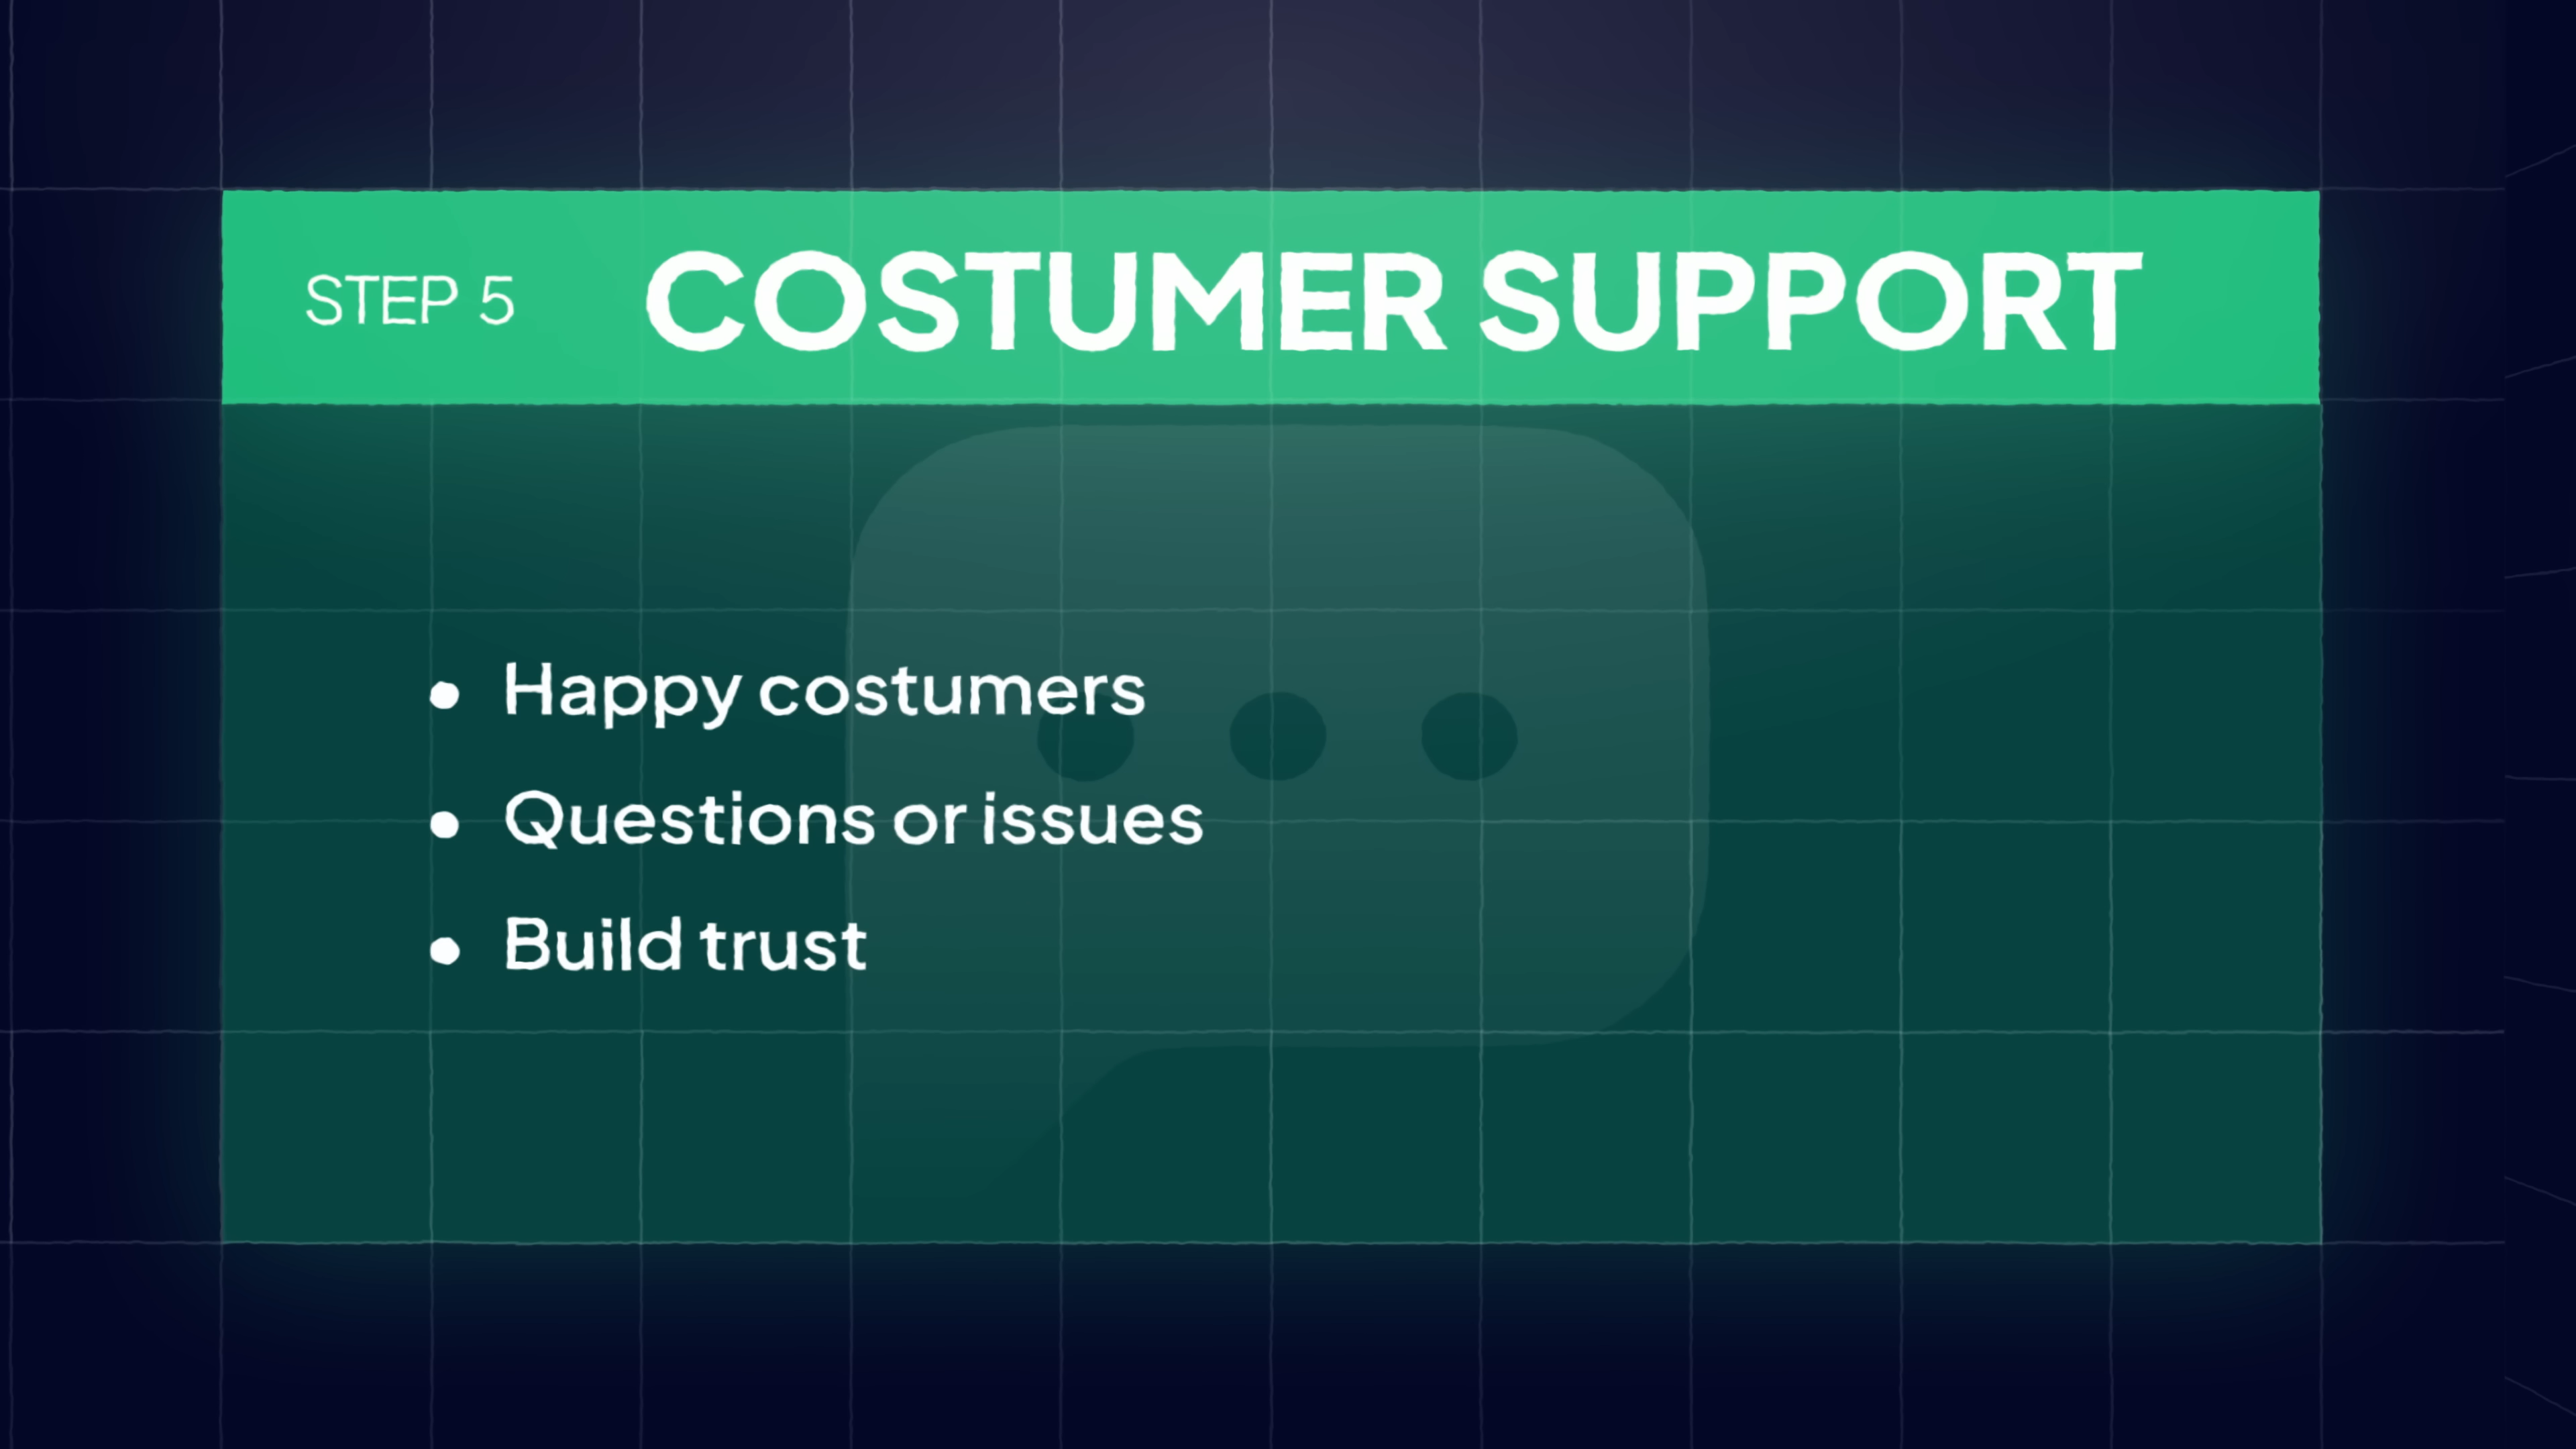 STEP 5 COSTUMER SUPPORT
• Happy costumers
• Questions or issues
• Build trust